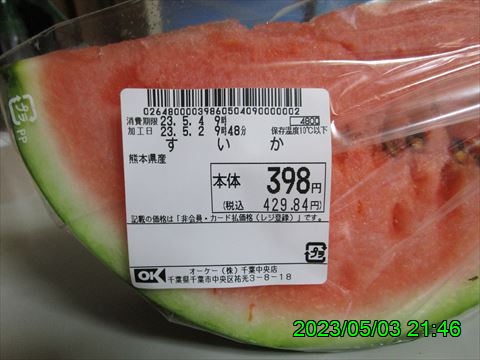 プラ PP
02648000039860504090000002
消費期限 23.5.4 9時 4800
加工日 23.5.2 9時48分 保存温度10℃以下
すいか
熊本県産
本体 398円
(税込 429.84円)
記載の価格は「非会員・カード払価格(レジ登録)」です。
プラ
OK オーケー(株)千葉中央店
千葉県千葉市中央区祐光3-8-18
2023/05/03 21:46